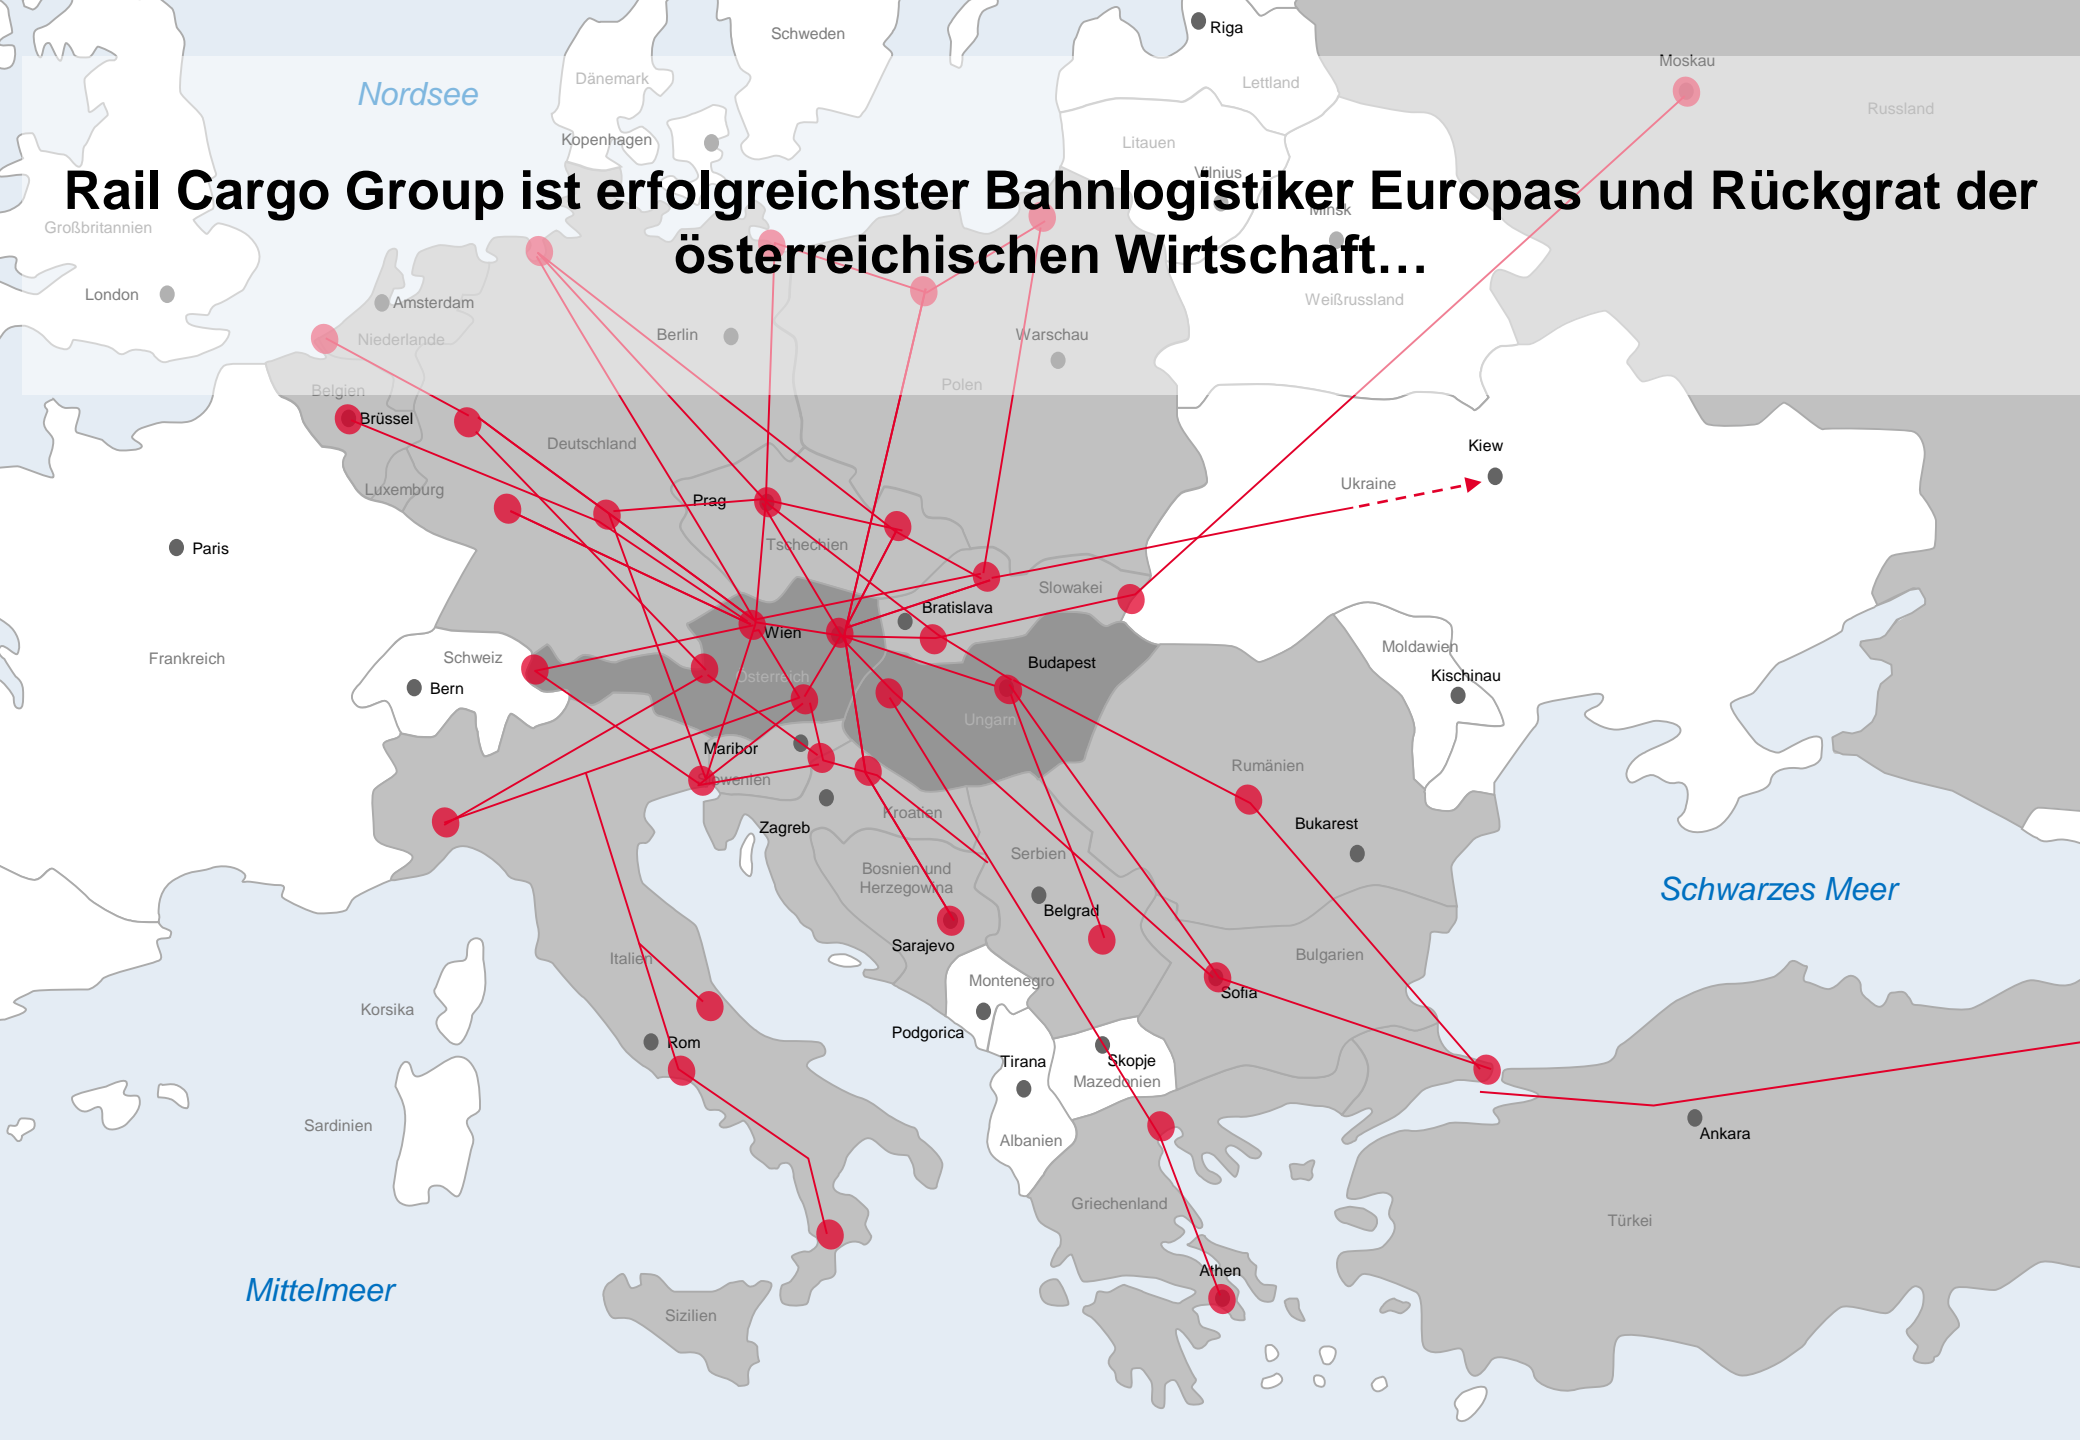 Riga
Schweden
Moskau
Dänemark
Lettland
Nordsee
Russland
Kopenhagen
Litauen
Vilnius
Rail Cargo Group ist erfolgreichster Bahnlogistiker Europas und Rückgrat der
österreichischen Wirtschaft…
Minsk
Großbritannien
London
Amsterdam
Weißrussland
Niederlande
Berlin
Warschau
Belgien
Polen
Brüssel
Deutschland
Kiew
Ukraine
Luxemburg
Prag
Tschechien
Paris
Slowakei
Bratislava
Wien
Frankreich
Schweiz
Bern
Österreich
Budapest
Ungarn
Moldawien
Kischinau
Maribor
Slowenien
Rumänien
Kroatien
Zagreb
Bukarest
Bosnien und
Herzegowina
Serbien
Belgrad
Schwarzes Meer
Sarajevo
Italien
Bulgarien
Montenegro
Sofia
Korsika
Podgorica
Rom
Tirana
Skopje
Mazedonien
Sardinien
Albanien
Ankara
Griechenland
Türkei
Mittelmeer
Athen
Sizilien